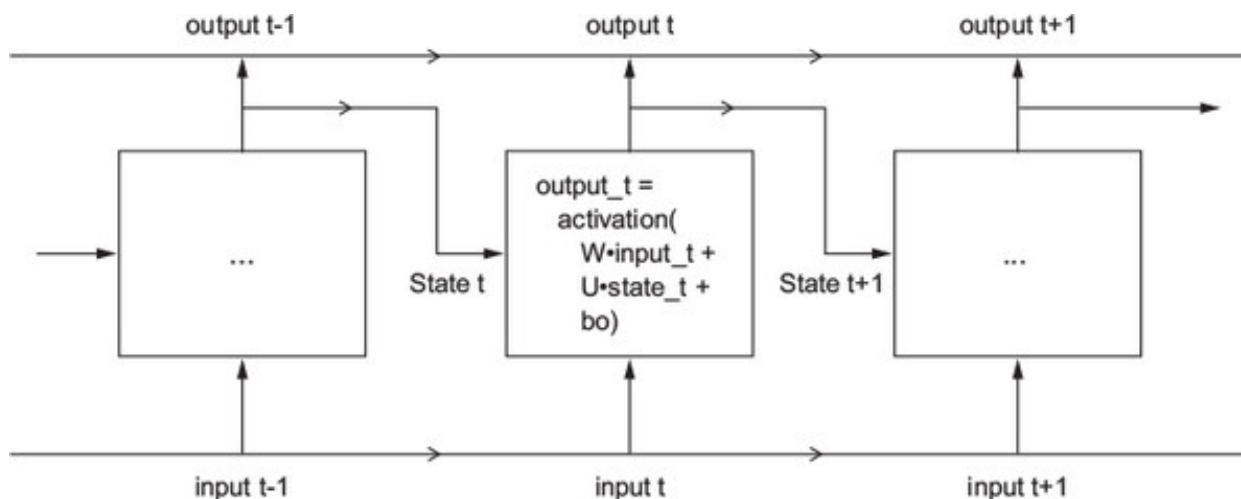 output t-1
output t
output t+1
output_t =
activation(
W•input_t +
U•state_t +
bo)
...
...
State t
State t+1
input t-1
input t
input t+1